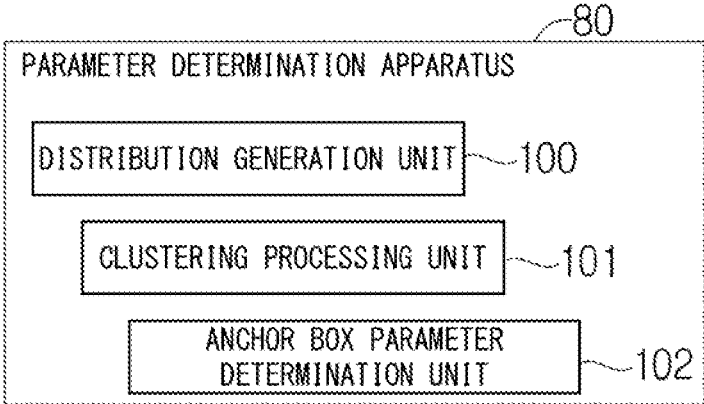 80
PARAMETER DETERMINATION APPARATUS
DISTRIBUTION GENERATION UNIT 100
CLUSTERING PROCESSING UNIT 101
ANCHOR BOX PARAMETER
DETERMINATION UNIT 102